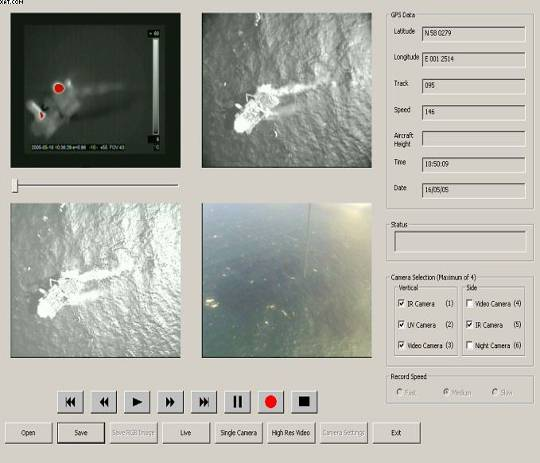 GPS Data
Latitude N 58 0279
Longitude E 001 2514
Track 095
Speed 146
Aircraft Height
Time 10:50:09
Date 16/05/05
Status
Camera Selection (Maximum of 4)
Vertical Side
IR Camera (1) Video Camera (4)
UV Camera (2) IR Camera (5)
Video Camera (3) Night Camera (6)
Record Speed
Fast Medium Slow
Open Save Save RGB Image Live Single Camera High Res Video Camera Settings Exit